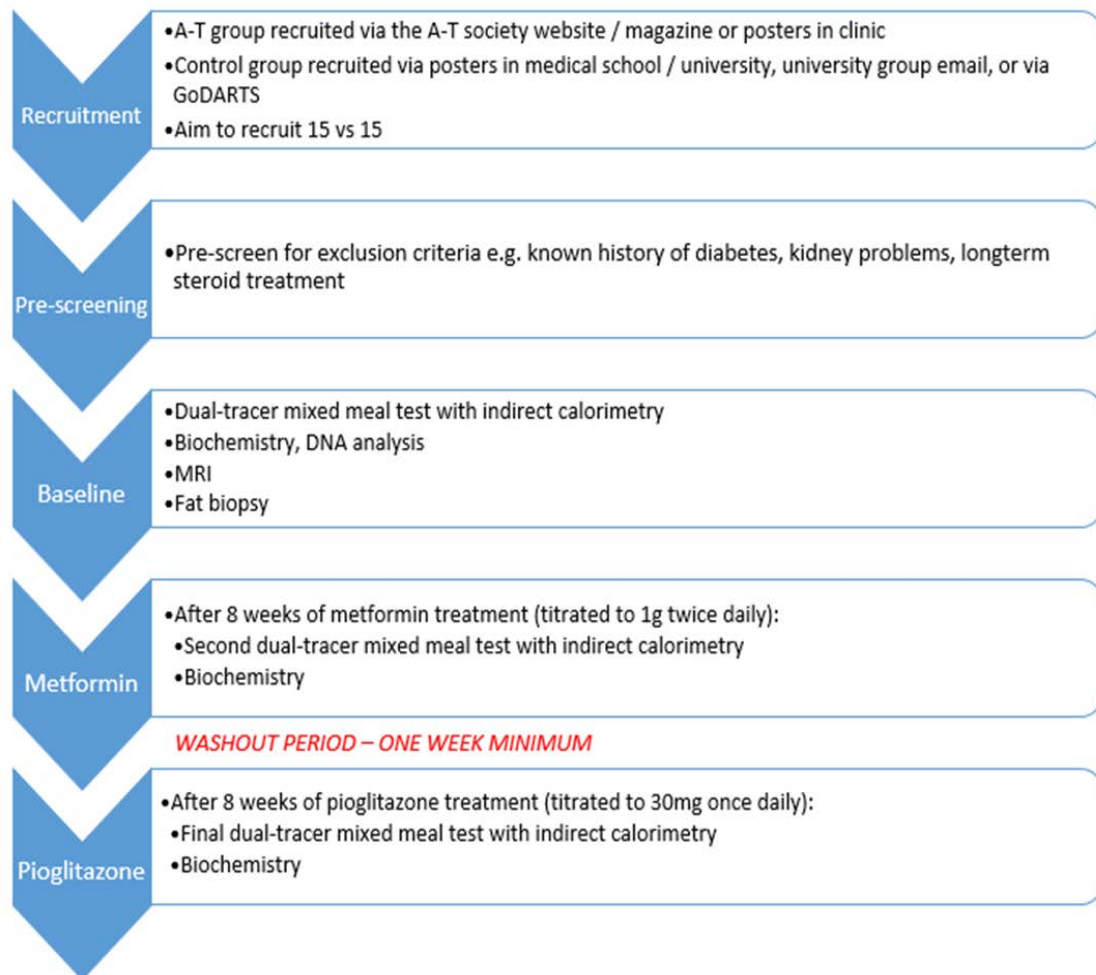 Recruitment
•A-T group recruited via the A-T society website / magazine or posters in clinic
•Control group recruited via posters in medical school / university, university group email, or via
GoDARTS
•Aim to recruit 15 vs 15
Pre-screening
•Pre-screen for exclusion criteria e.g. known history of diabetes, kidney problems, longterm
steroid treatment
Baseline
•Dual-tracer mixed meal test with indirect calorimetry
•Biochemistry, DNA analysis
•MRI
•Fat biopsy
Metformin
•After 8 weeks of metformin treatment (titrated to 1g twice daily):
•Second dual-tracer mixed meal test with indirect calorimetry
•Biochemistry
WASHOUT PERIOD – ONE WEEK MINIMUM
Pioglitazone
•After 8 weeks of pioglitazone treatment (titrated to 30mg once daily):
•Final dual-tracer mixed meal test with indirect calorimetry
•Biochemistry